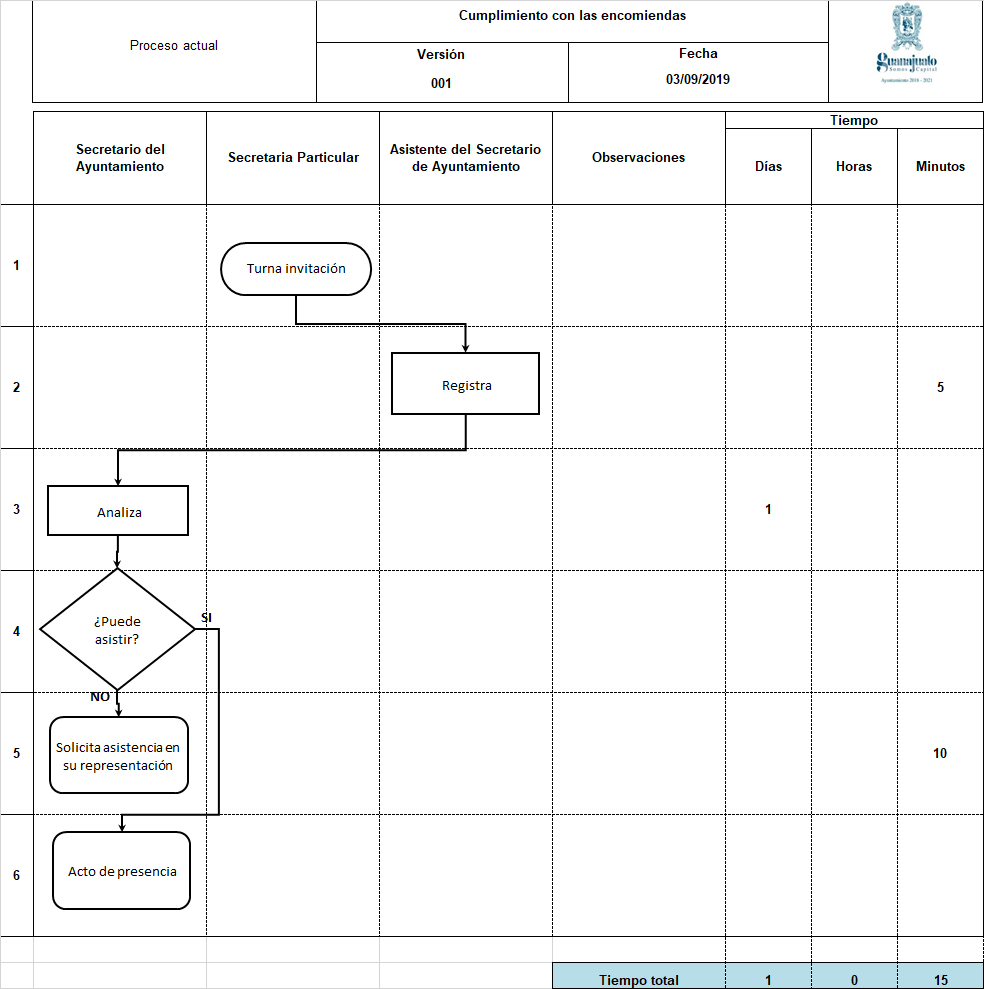 Proceso actual
Cumplimiento con las encomiendas
Versión
001
Fecha
03/09/2019
Guanajuato
Somos Capital
Ayuntamiento 2018 - 2021
Secretario del
Ayuntamiento
Secretaria Particular
Asistente del Secretario
de Ayuntamiento
Observaciones
Tiempo
Días
Horas
Minutos
1
Turna invitación
2
Registra
5
3
Analiza
1
4
¿Puede
asistir?
SI
NO
5
Solicita asistencia en
su representación
10
6
Acto de presencia
Tiempo total
1
0
15